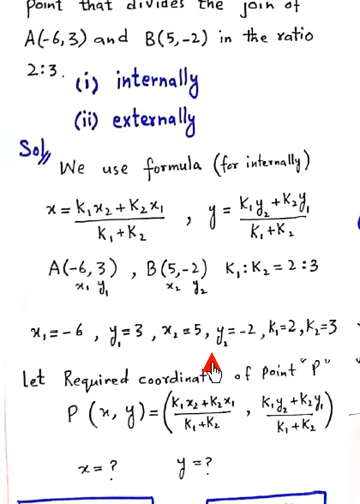 point that divides the join of
A(-6,3) and B(5,-2) in the ratio
2:3.
(i) internally
(ii) externally
Sol//
We use formula (for internally)
x = (K₁x₂+K₂x₁)/(K₁+K₂) , y = (K₁y₂+K₂y₁)/(K₁+K₂)
A(-6,3) , B(5,-2) K₁:K₂ = 2:3
x₁ y₁ x₂ y₂
x₁=-6 , y₁=3 , x₂=5, y₂=-2, K₁=2, K₂=3
Let Required coordinate of Point "P"
P(x, y) = ((K₁x₂+K₂x₁)/(K₁+K₂) , (K₁y₂+K₂y₁)/(K₁+K₂))
x = ? y = ?